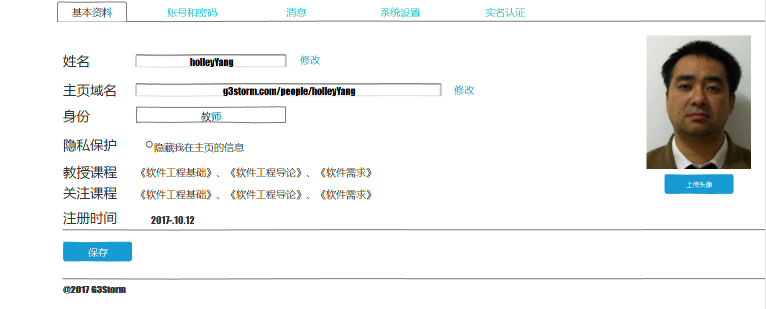 基本资料 账号和密码 消息 系统设置 实名认证
姓名 holleyYang 修改
主页域名 g3storm.com/people/holleyYang 修改
身份 教师
隐私保护 隐藏我在主页的信息
教授课程 《软件工程基础》、《软件工程导论》、《软件需求》
关注课程 《软件工程基础》、《软件工程导论》、《软件需求》
注册时间 2017-.10.12
上传头像
保存
@2017 G3Storm